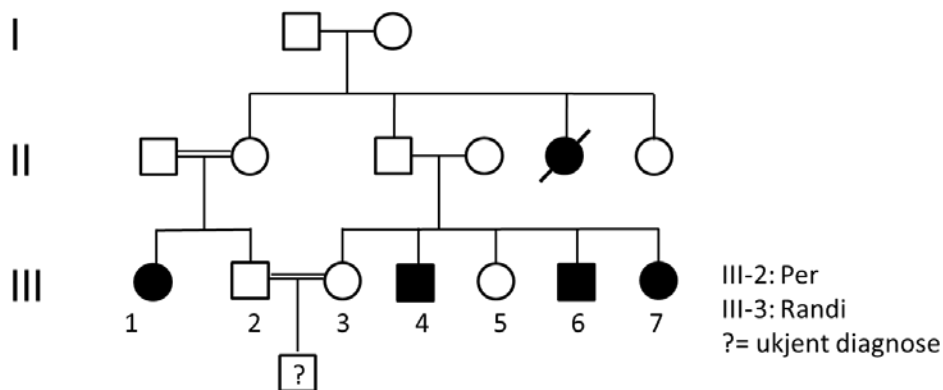 I
II
III
1 2 3 4 5 6 7
III-2: Per
III-3: Randi
?= ukjent diagnose
?